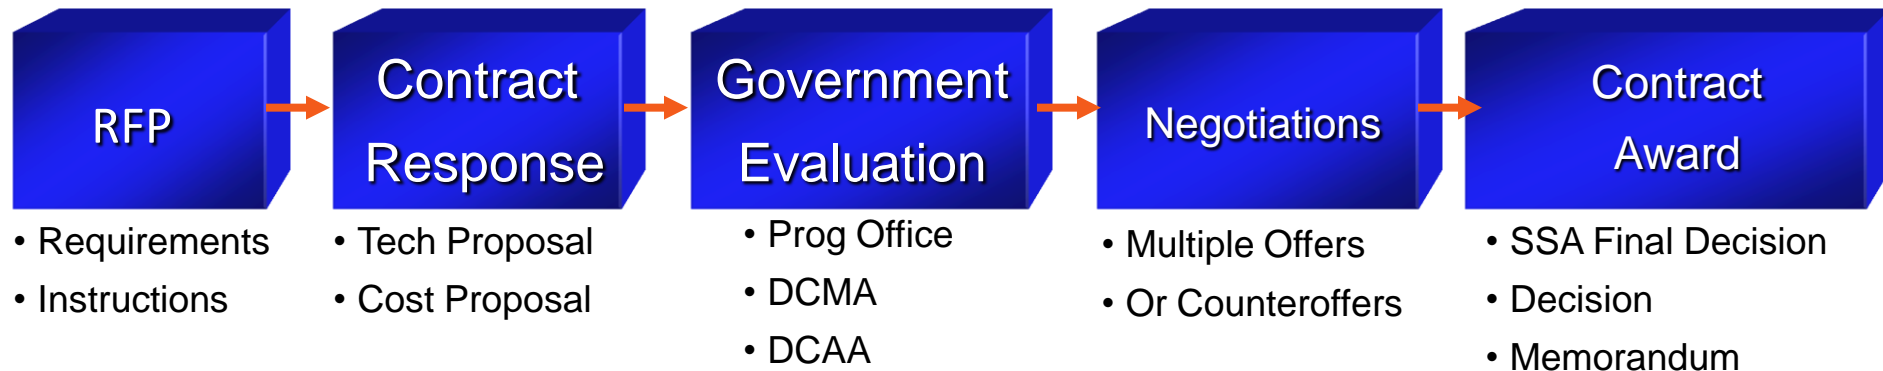 RFP
• Requirements
• Instructions
Contract
Response
• Tech Proposal
• Cost Proposal
Government
Evaluation
• Prog Office
• DCMA
• DCAA
Negotiations
• Multiple Offers
• Or Counteroffers
Contract
Award
• SSA Final Decision
• Decision
• Memorandum